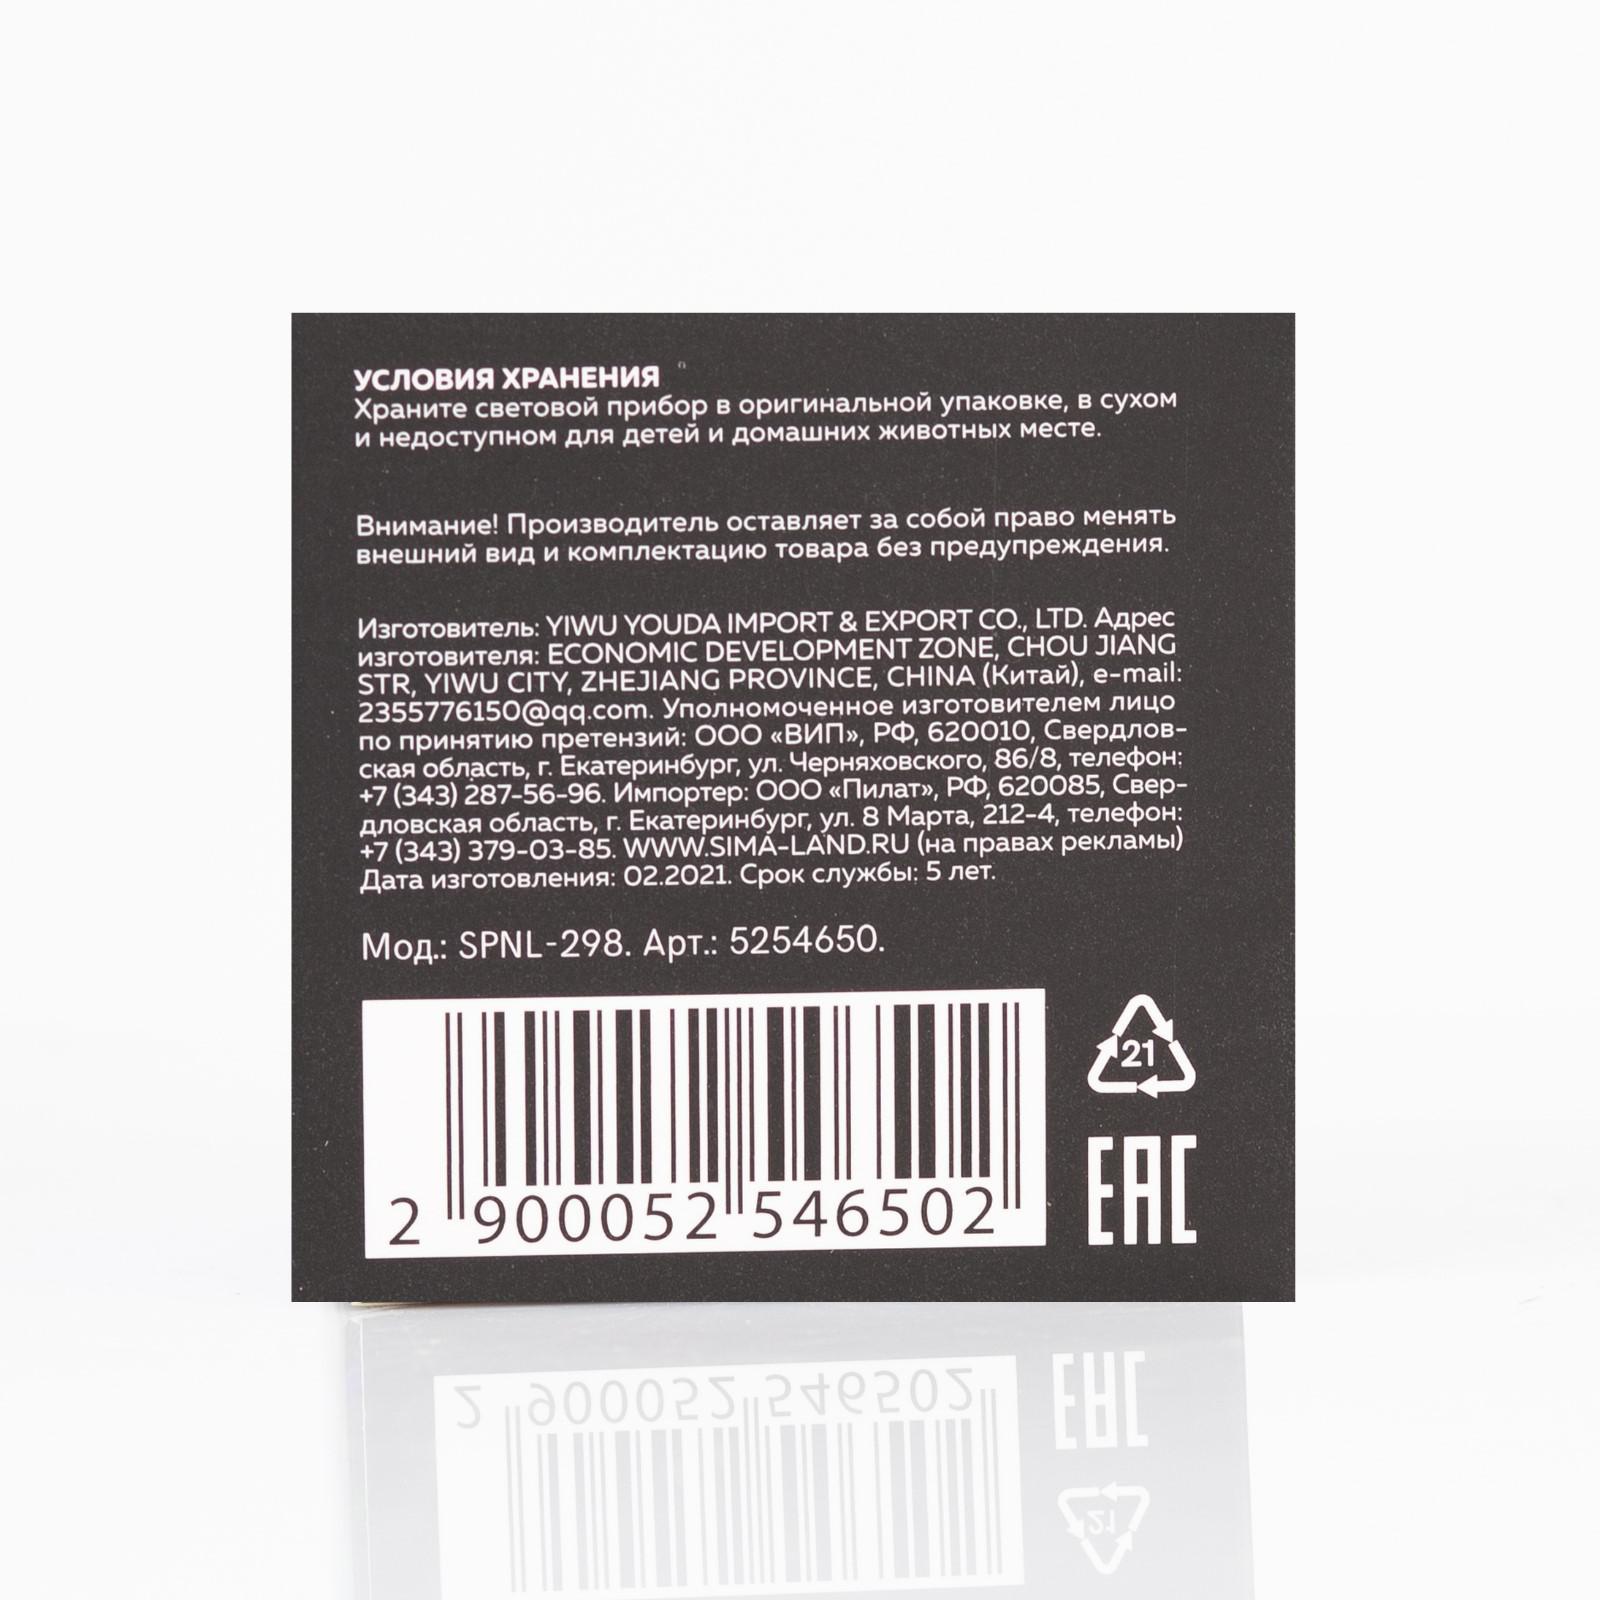 УСЛОВИЯ ХРАНЕНИЯ
Храните световой прибор в оригинальной упаковке, в сухом
и недоступном для детей и домашних животных месте.
Внимание! Производитель оставляет за собой право менять
внешний вид и комплектацию товара без предупреждения.
Изготовитель: YIWU YOUDA IMPORT & EXPORT CO., LTD. Адрес
изготовителя: ECONOMIC DEVELOPMENT ZONE, CHOU JIANG
STR, YIWU CITY, ZHEJIANG PROVINCE, CHINA (Китай), e-mail:
2355776150@qq.com. Уполномоченное изготовителем лицо
по принятию претензий: ООО «ВИП», РФ, 620010, Свердлов-
ская область, г. Екатеринбург, ул. Черняховского, 86/8, телефон:
+7 (343) 287-56-96. Импортер: ООО «Пилат», РФ, 620085, Свер-
дловская область, г. Екатеринбург, ул. 8 Марта, 212-4, телефон:
+7 (343) 379-03-85. WWW.SIMA-LAND.RU (на правах рекламы)
Дата изготовления: 02.2021. Срок службы: 5 лет.
Мод.: SPNL-298. Арт.: 5254650.
21
EAC
2 900052 546502